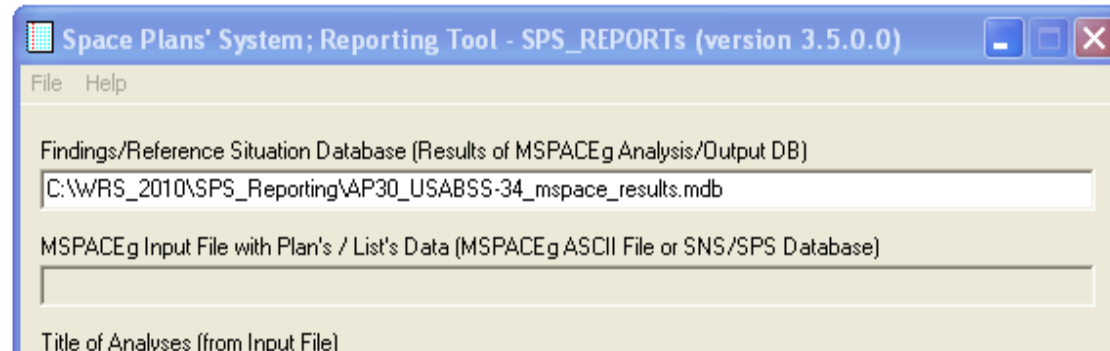 Space Plans' System; Reporting Tool - SPS_REPORTs (version 3.5.0.0)
File Help
Findings/Reference Situation Database (Results of MSPACEg Analysis/Output DB)
C:\WRS_2010\SPS_Reporting\AP30_USABSS-34_mspace_results.mdb
MSPACEg Input File with Plan's / List's Data (MSPACEg ASCII File or SNS/SPS Database)
Title of Analyses (from Input File)